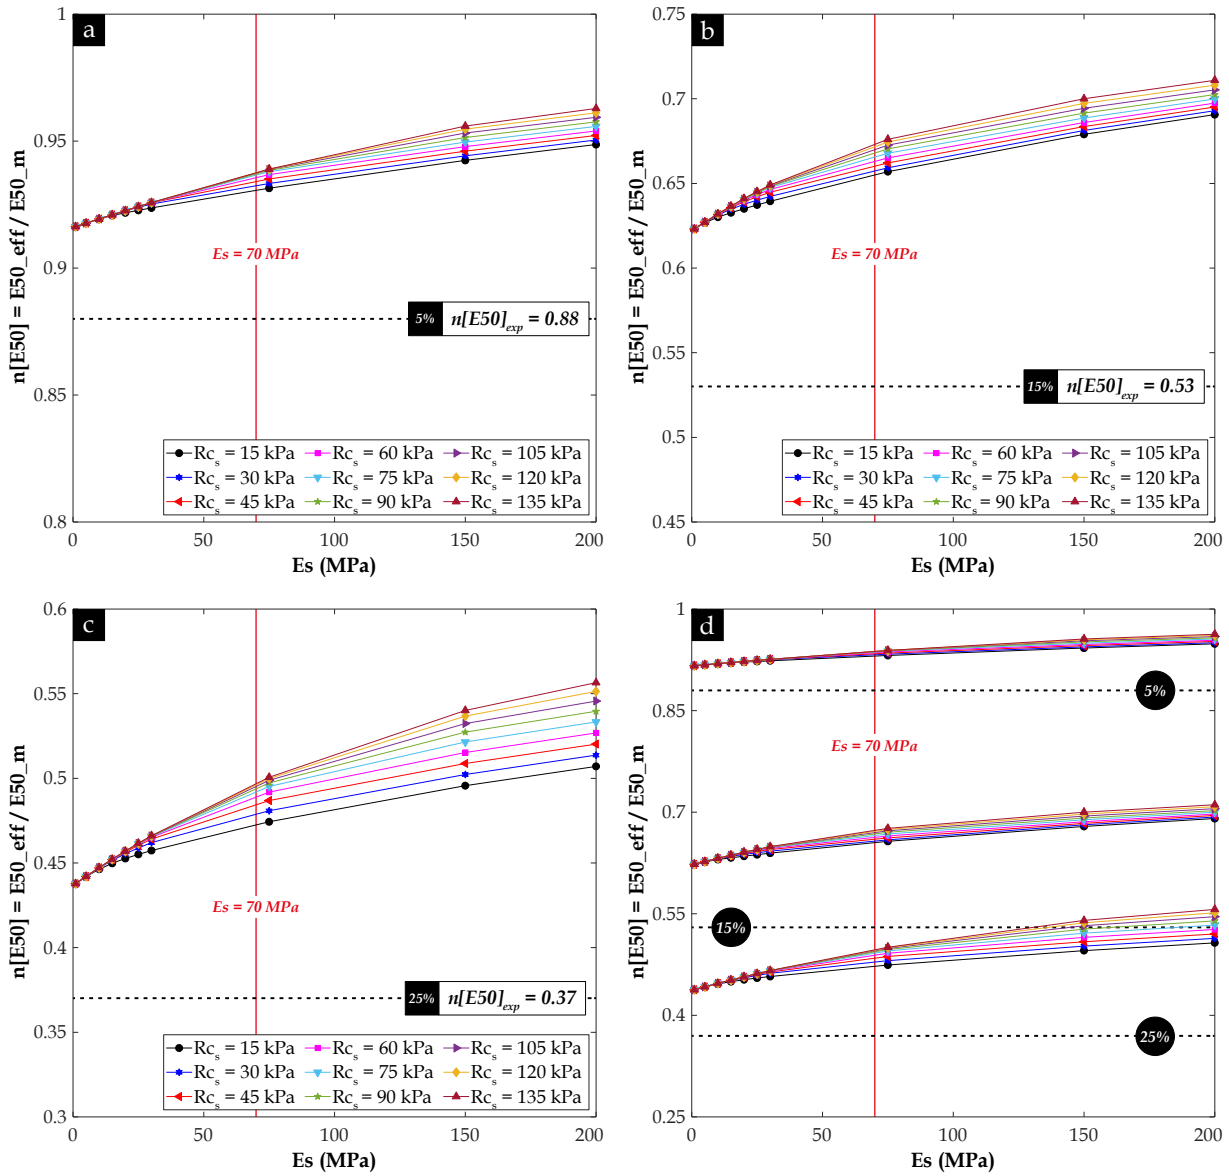 a
1
0.95
0.9
0.85
0.8
n[E50] = E50_eff / E50_m
Es = 70 MPa
5% n[E50]exp = 0.88
Rcs = 15 kPa Rcs = 60 kPa Rcs = 105 kPa
Rcs = 30 kPa Rcs = 75 kPa Rcs = 120 kPa
Rcs = 45 kPa Rcs = 90 kPa Rcs = 135 kPa
0 50 100 150 200
Es (MPa)
b
0.75
0.7
0.65
0.6
0.55
0.5
0.45
n[E50] = E50_eff / E50_m
Es = 70 MPa
15% n[E50]exp = 0.53
Rcs = 15 kPa Rcs = 60 kPa Rcs = 105 kPa
Rcs = 30 kPa Rcs = 75 kPa Rcs = 120 kPa
Rcs = 45 kPa Rcs = 90 kPa Rcs = 135 kPa
0 50 100 150 200
Es (MPa)
c
0.6
0.55
0.5
0.45
0.4
0.35
0.3
n[E50] = E50_eff / E50_m
Es = 70 MPa
25% n[E50]exp = 0.37
Rcs = 15 kPa Rcs = 60 kPa Rcs = 105 kPa
Rcs = 30 kPa Rcs = 75 kPa Rcs = 120 kPa
Rcs = 45 kPa Rcs = 90 kPa Rcs = 135 kPa
0 50 100 150 200
Es (MPa)
d
1
0.85
0.7
0.55
0.4
0.25
n[E50] = E50_eff / E50_m
5%
Es = 70 MPa
15%
25%
0 50 100 150 200
Es (MPa)